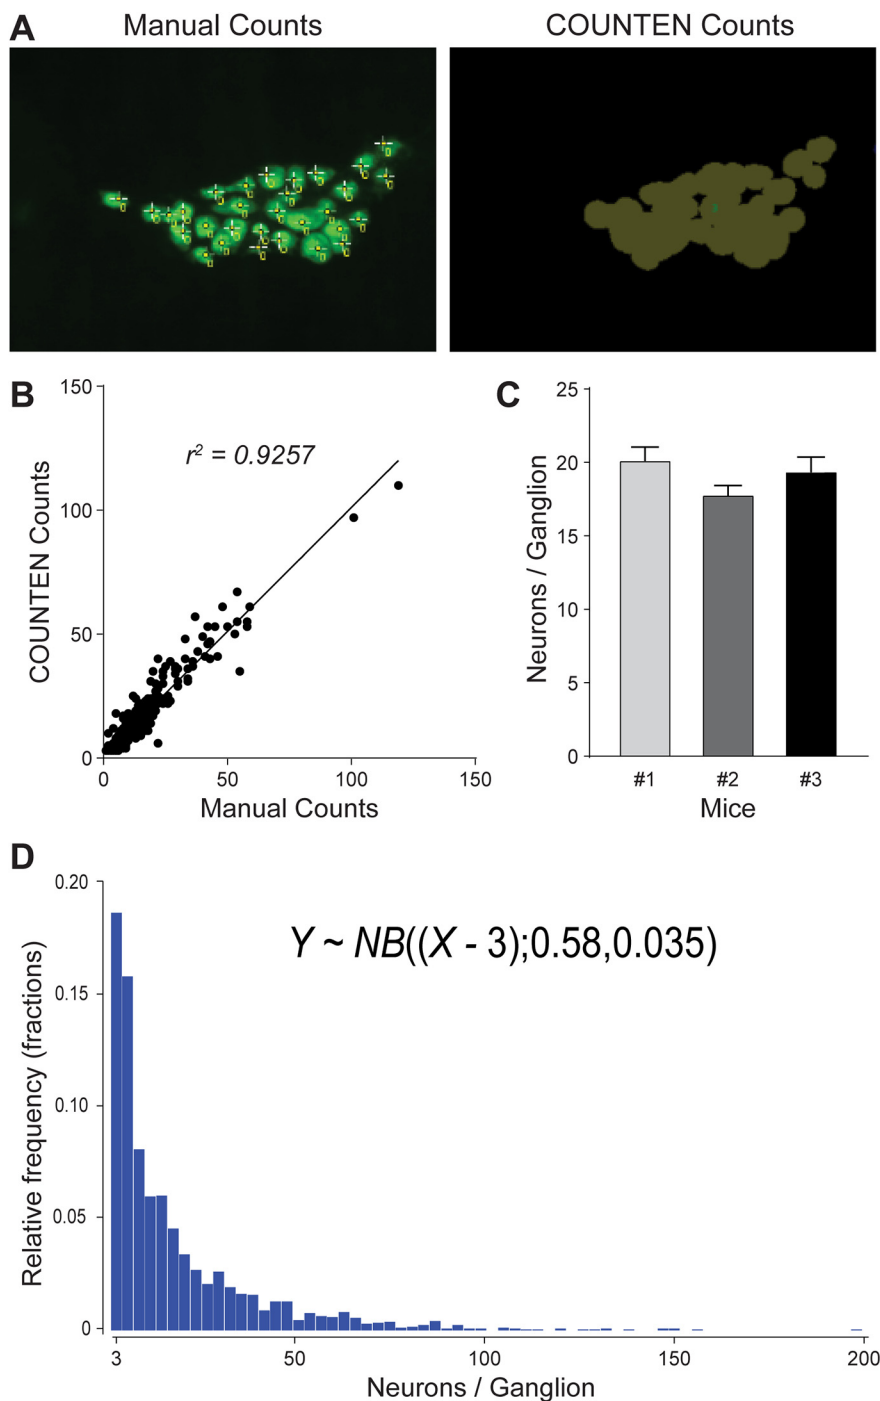 A
Manual Counts
COUNTEN Counts
B
150
100
50
0
r² = 0.9257
COUNTEN Counts
0 50 100 150
Manual Counts
C
25
20
15
10
5
0
Neurons / Ganglion
#1 #2 #3
Mice
D
0.20
0.15
0.10
0.05
0
Y ~ NB((X - 3);0.58,0.035)
Relative frequency (fractions)
3 50 100 150 200
Neurons / Ganglion